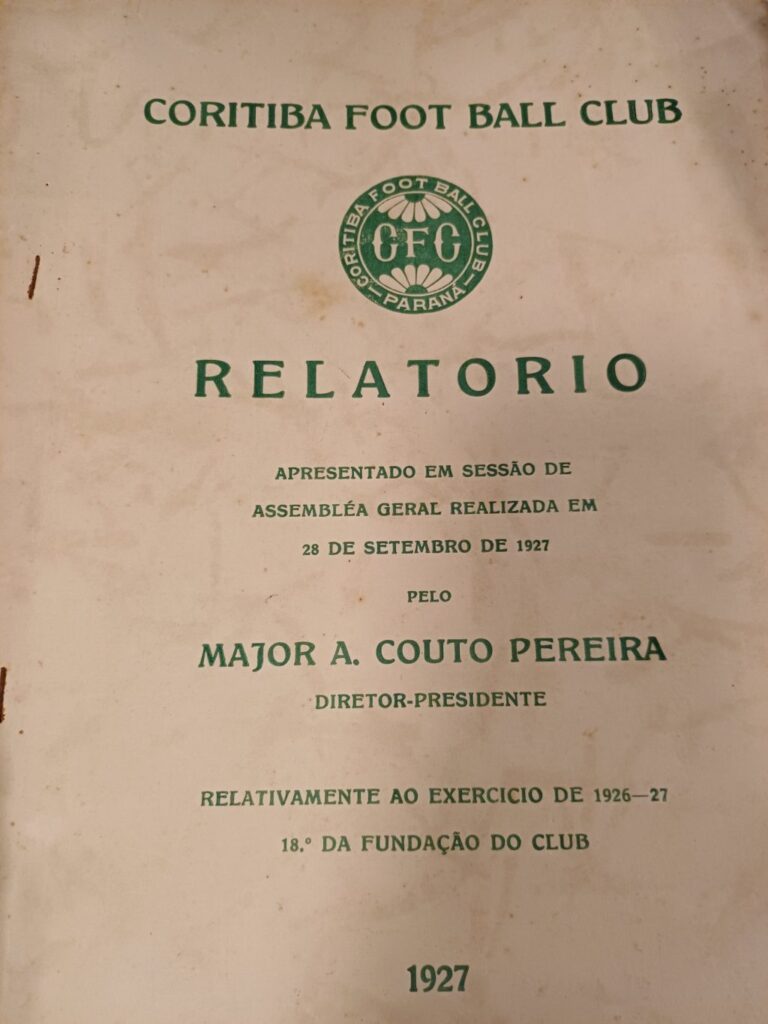 CORITIBA FOOT BALL CLUB
CORITIBA FOOT BALL CLUB
CFC
PARANÁ
RELATORIO
APRESENTADO EM SESSÃO DE
ASSEMBLÉA GERAL REALIZADA EM
28 DE SETEMBRO DE 1927
PELO
MAJOR A. COUTO PEREIRA
DIRETOR-PRESIDENTE
RELATIVAMENTE AO EXERCICIO DE 1926—27
18.º DA FUNDAÇÃO DO CLUB
1927